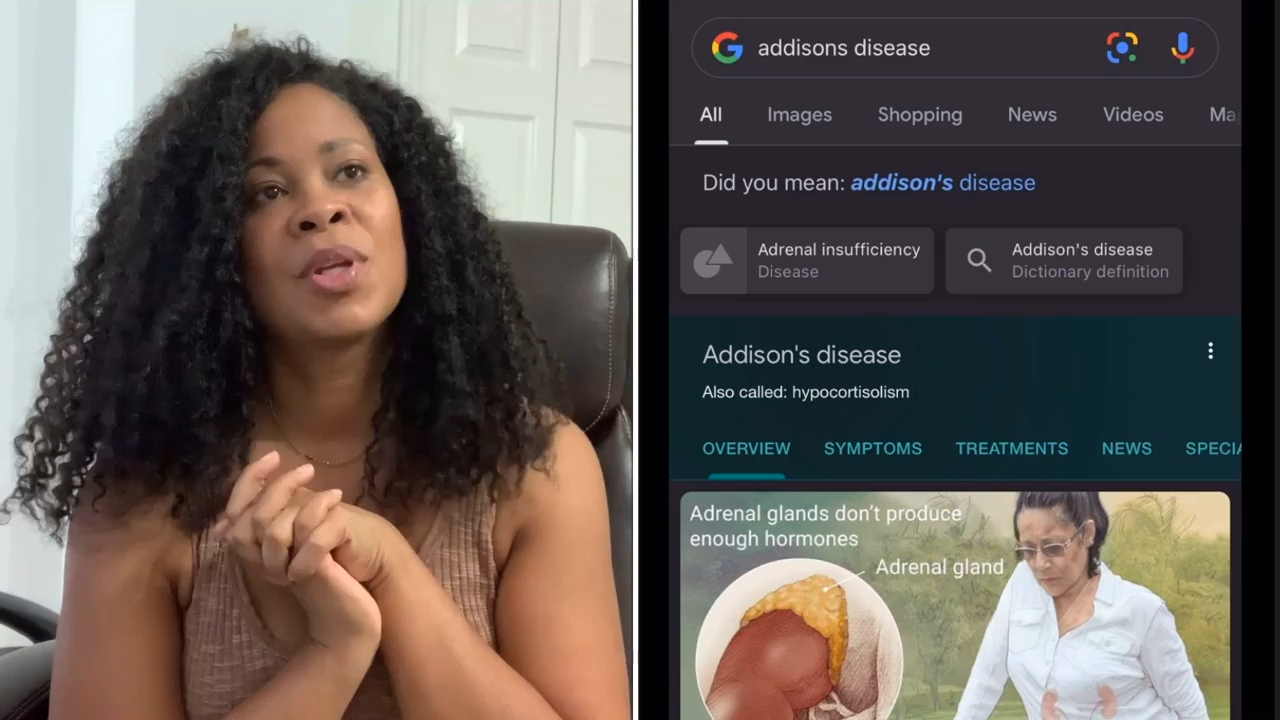 addisons disease
All Images Shopping News Videos Ma
Did you mean: addison's disease
Adrenal insufficiency
Disease
Addison's disease
Dictionary definition
Addison's disease
Also called: hypocortisolism
OVERVIEW SYMPTOMS TREATMENTS NEWS SPECIA
Adrenal glands don't produce
enough hormones
Adrenal gland